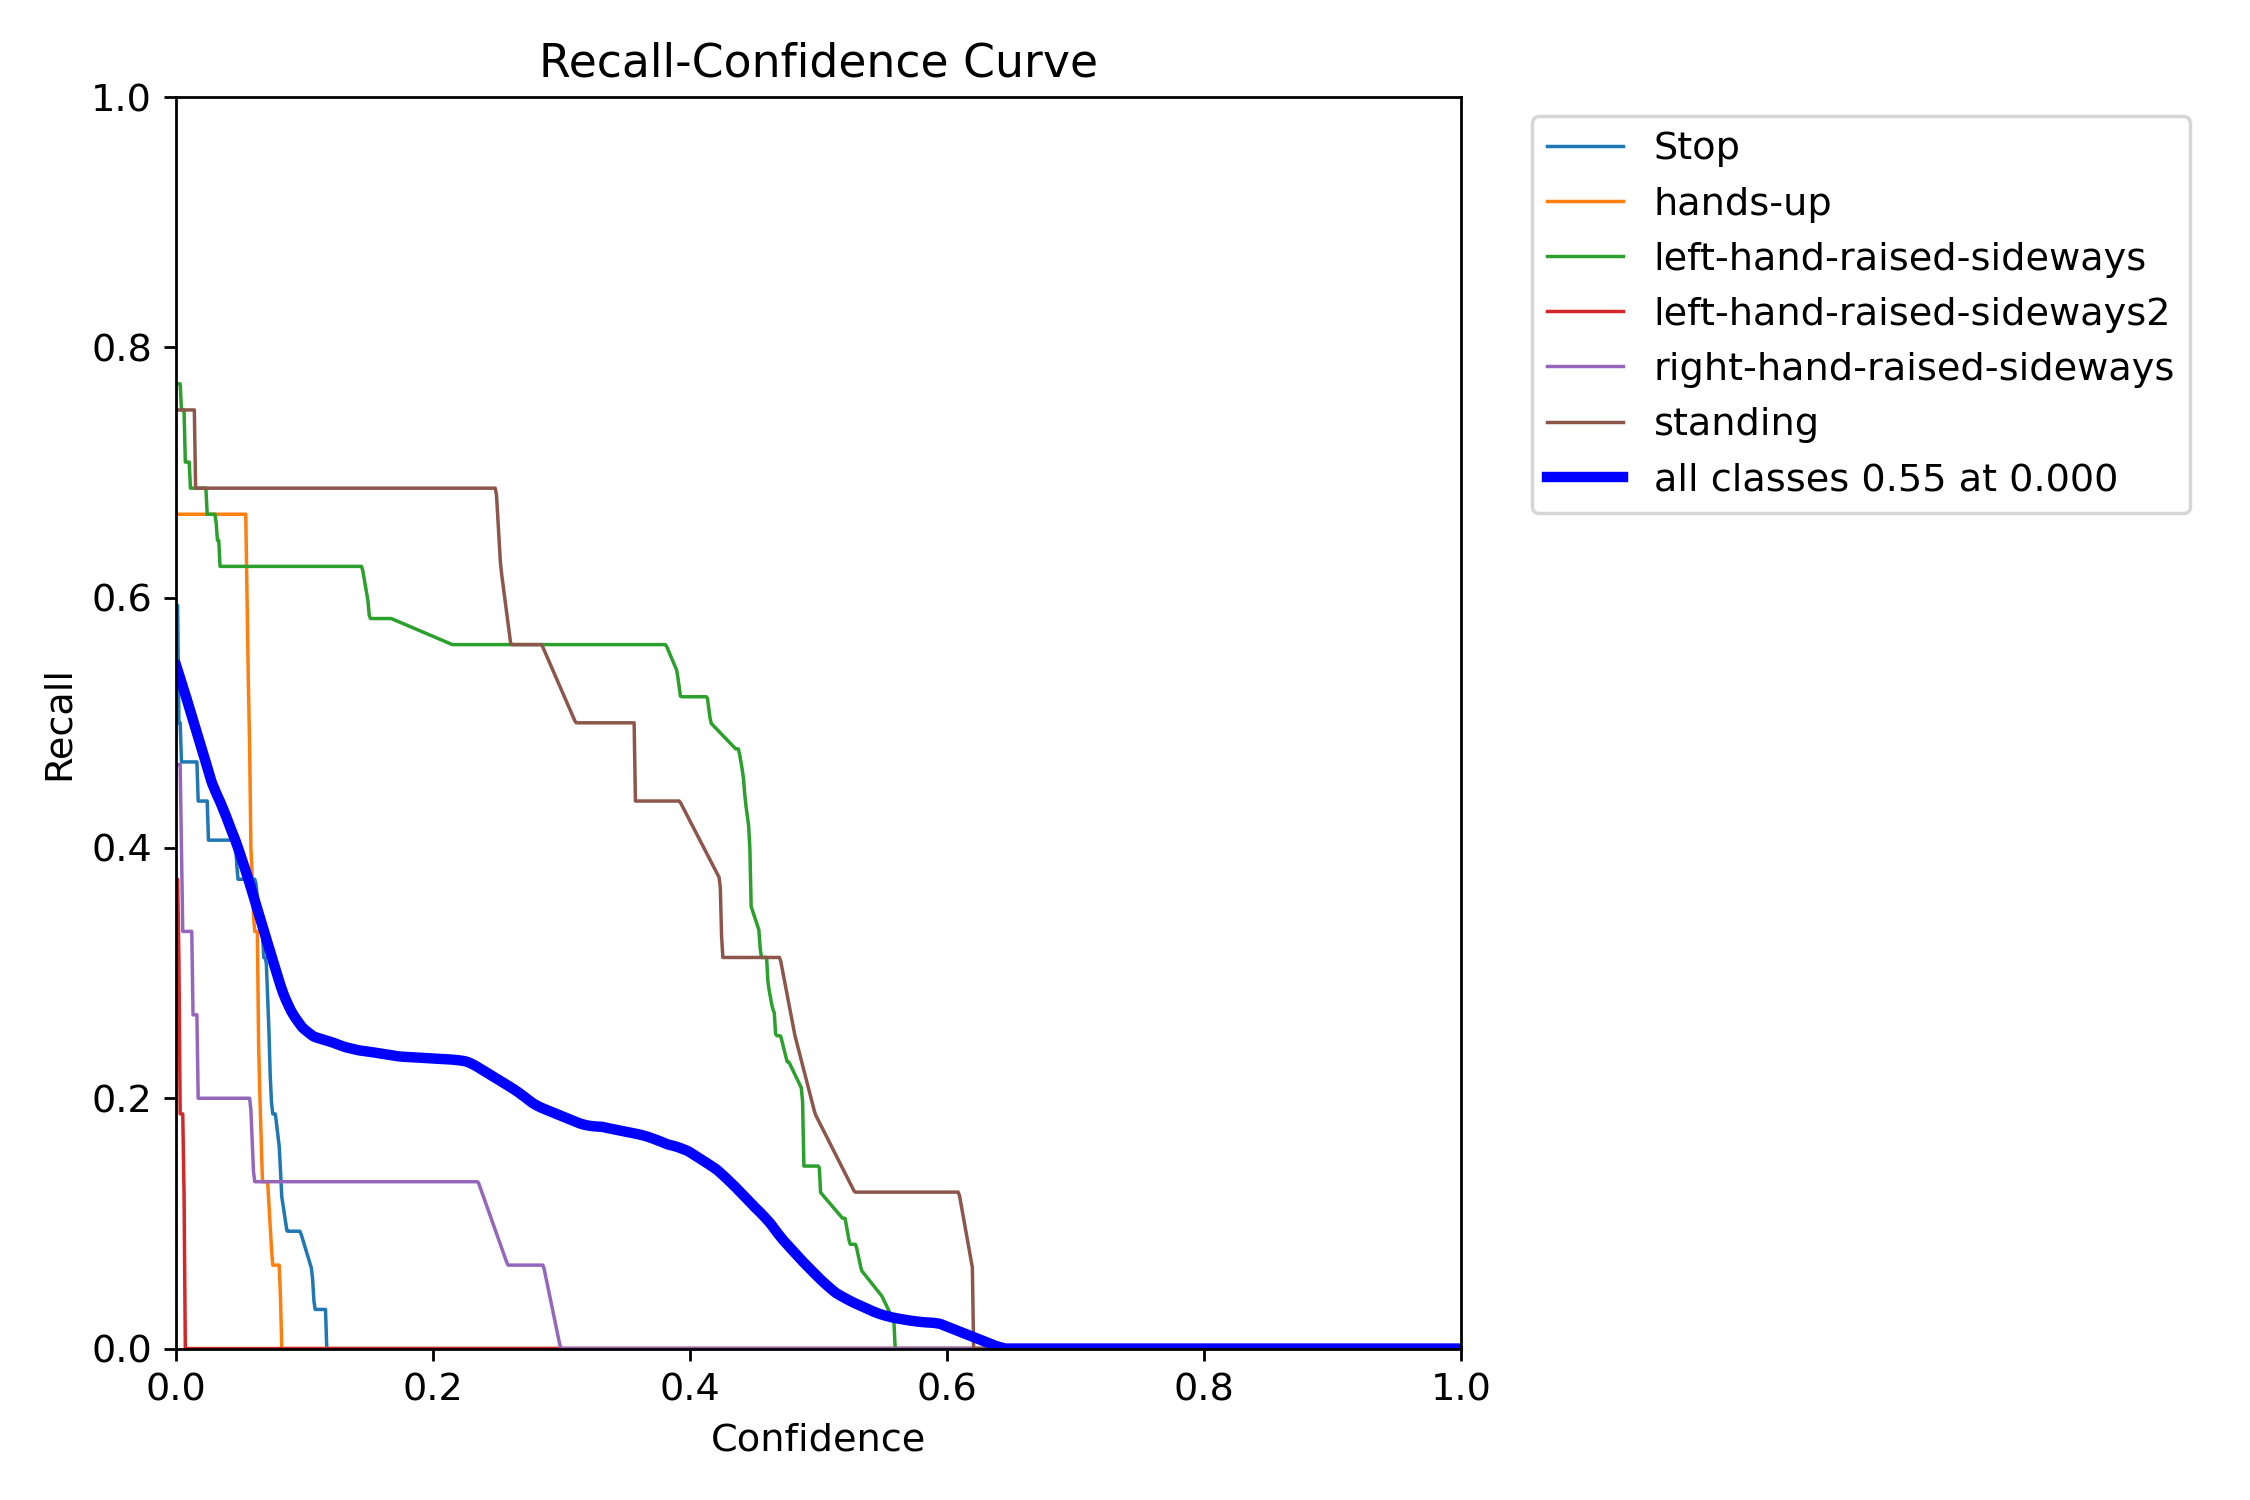 Recall-Confidence Curve
1.0
0.8
0.6
0.4
0.2
0.0
Recall
0.0 0.2 0.4 0.6 0.8 1.0
Confidence
Stop
hands-up
left-hand-raised-sideways
left-hand-raised-sideways2
right-hand-raised-sideways
standing
all classes 0.55 at 0.000